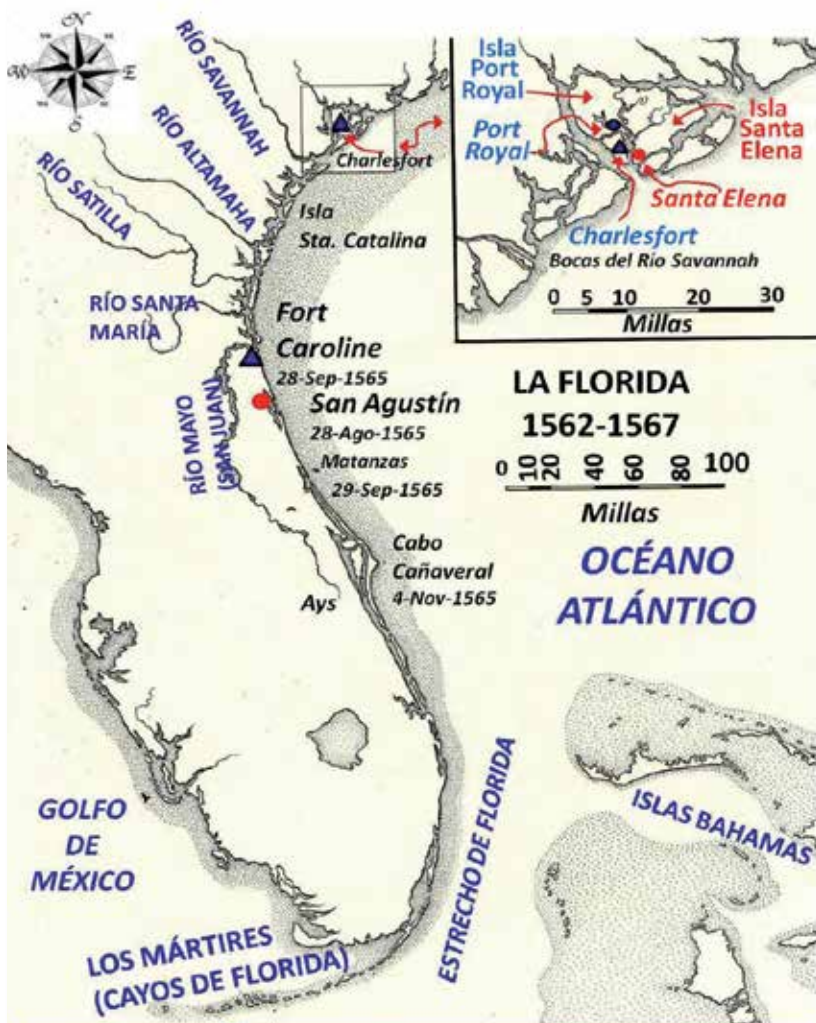 N
W
E
S
RÍO SAVANNAH
RÍO ALTAMAHA
RÍO SATILLA
Charlesfort
Isla
Sta. Catalina
RÍO SANTA
MARÍA
Fort
Caroline
28-Sep-1565
RÍO MAYO
(SAN JUAN)
San Agustín
28-Ago-1565
Matanzas
29-Sep-1565
Cabo
Cañaveral
4-Nov-1565
Ays
Isla
Port
Royal
Port
Royal
Isla
Santa
Elena
Santa Elena
Charlesfort
Bocas del Río Savannah
0 10 20 30
Millas
LA FLORIDA
1562-1567
0 10 20 40 60 80 100
Millas
OCÉANO
ATLÁNTICO
GOLFO
DE
MÉXICO
ESTRECHO DE FLORIDA
ISLAS BAHAMAS
LOS MÁRTIRES
(CAYOS DE FLORIDA)